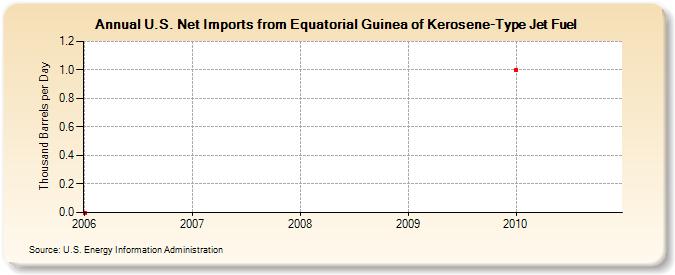 Annual U.S. Net Imports from Equatorial Guinea of Kerosene-Type Jet Fuel
Thousand Barrels per Day
1.2
1.0
0.8
0.6
0.4
0.2
0.0
2006 2007 2008 2009 2010
Source: U.S. Energy Information Administration